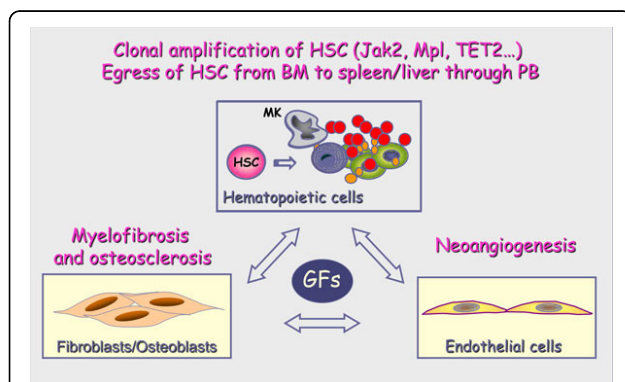 Clonal amplification of HSC (Jak2, Mpl, TET2...)
Egress of HSC from BM to spleen/liver through PB
MK
HSC
Hematopoietic cells
Myelofibrosis
and osteosclerosis
Neoangiogenesis
GFs
Fibroblasts/Osteoblasts
Endothelial cells